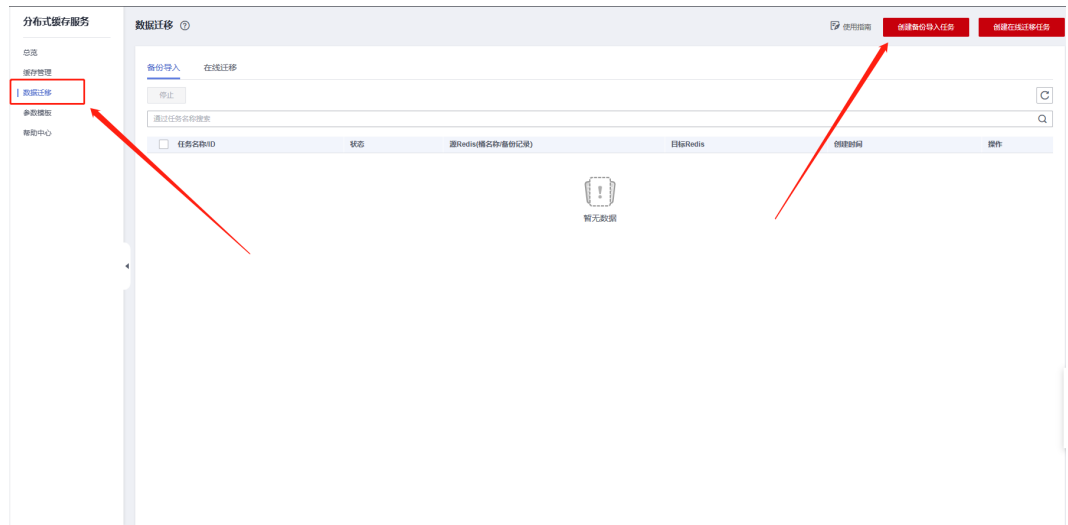 分布式缓存服务
总览
缓存管理
数据迁移
参数模板
帮助中心
数据迁移
使用指南
创建备份导入任务
创建在线迁移任务
备份导入 在线迁移
停止
通过任务名称搜索
任务名称/ID 状态 源Redis(桶名称/备份记录) 目标Redis 创建时间 操作
暂无数据